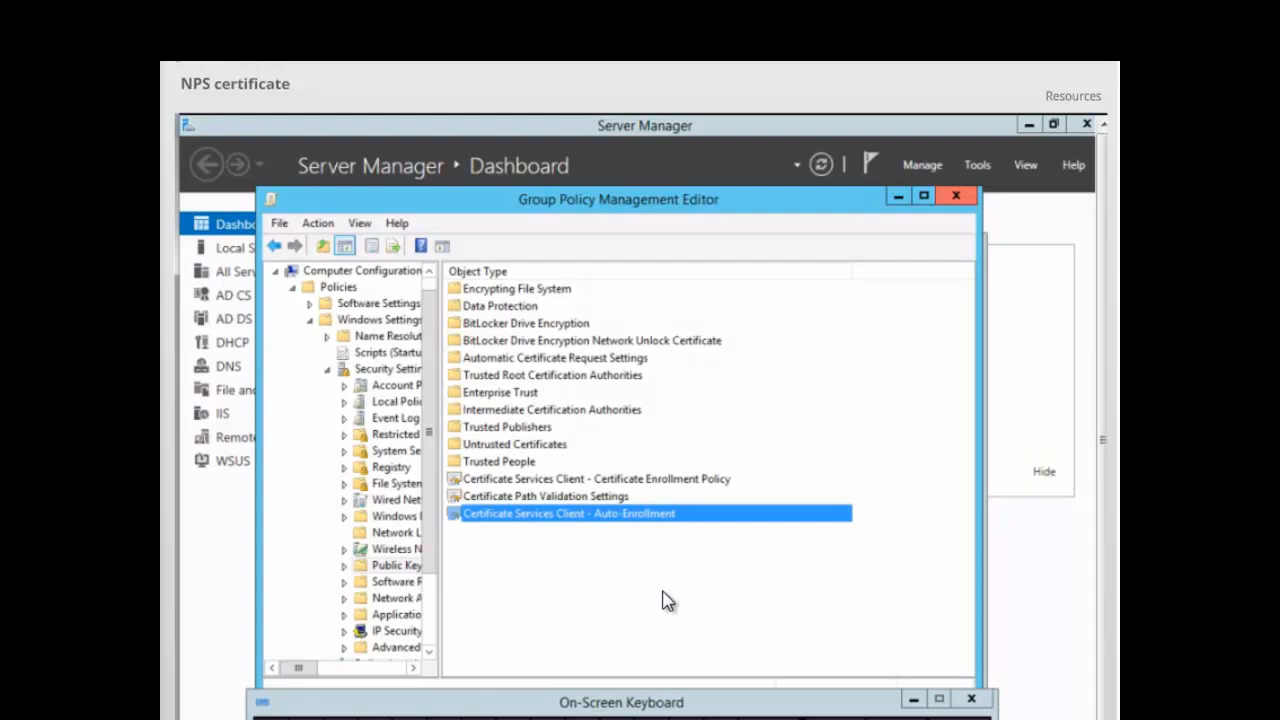 NPS certificate
Resources
Server Manager
Server Manager • Dashboard
Manage Tools View Help
Group Policy Management Editor
File Action View Help
Dashbo
Local S
All Serv
AD CS
AD DS
DHCP
DNS
File and
IIS
Remote
WSUS
Computer Configuration
Policies
Software Settings
Windows Settings
Name Resolut
Scripts (Startu
Security Settin
Account P
Local Polic
Event Log
Restricted
System Se
Registry
File System
Wired Net
Windows F
Network L
Wireless N
Public Key
Software R
Network A
Applicatio
IP Security
Advanced
Object Type
Encrypting File System
Data Protection
BitLocker Drive Encryption
BitLocker Drive Encryption Network Unlock Certificate
Automatic Certificate Request Settings
Trusted Root Certification Authorities
Enterprise Trust
Intermediate Certification Authorities
Trusted Publishers
Untrusted Certificates
Trusted People
Certificate Services Client - Certificate Enrollment Policy
Certificate Path Validation Settings
Certificate Services Client - Auto-Enrollment
Hide
On-Screen Keyboard